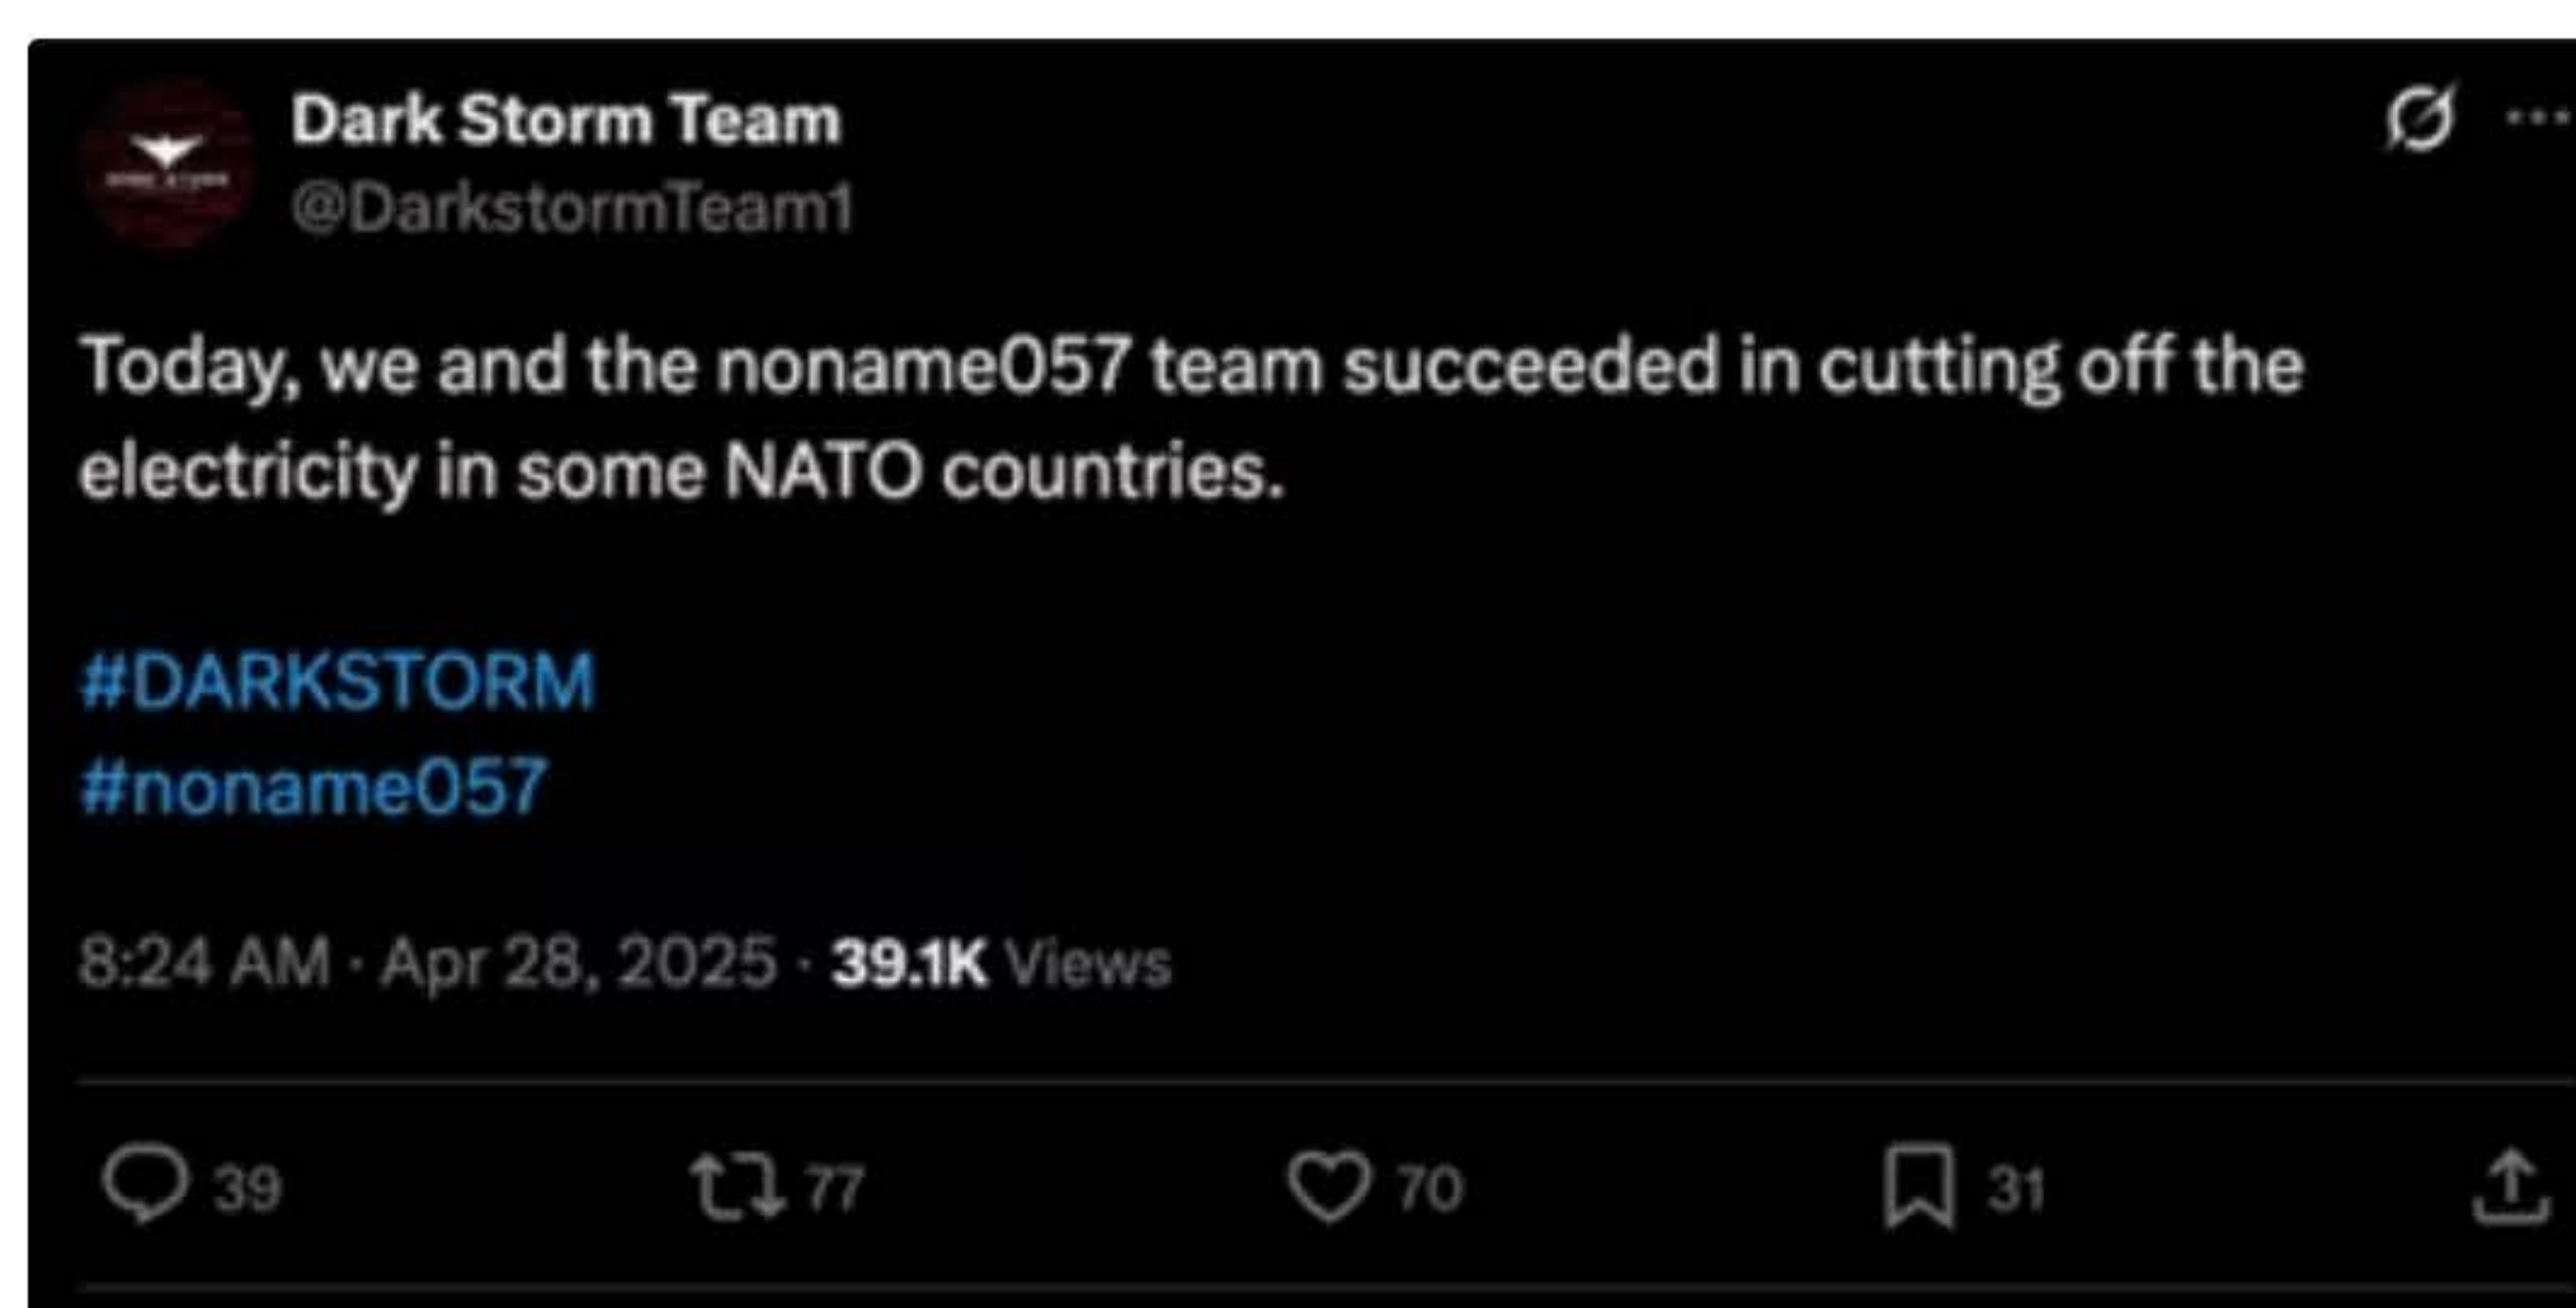 Dark Storm Team
@DarkstormTeam1
Today, we and the noname057 team succeeded in cutting off the
electricity in some NATO countries.
#DARKSTORM
#noname057
8:24 AM · Apr 28, 2025 · 39.1K Views
39 77 70 31